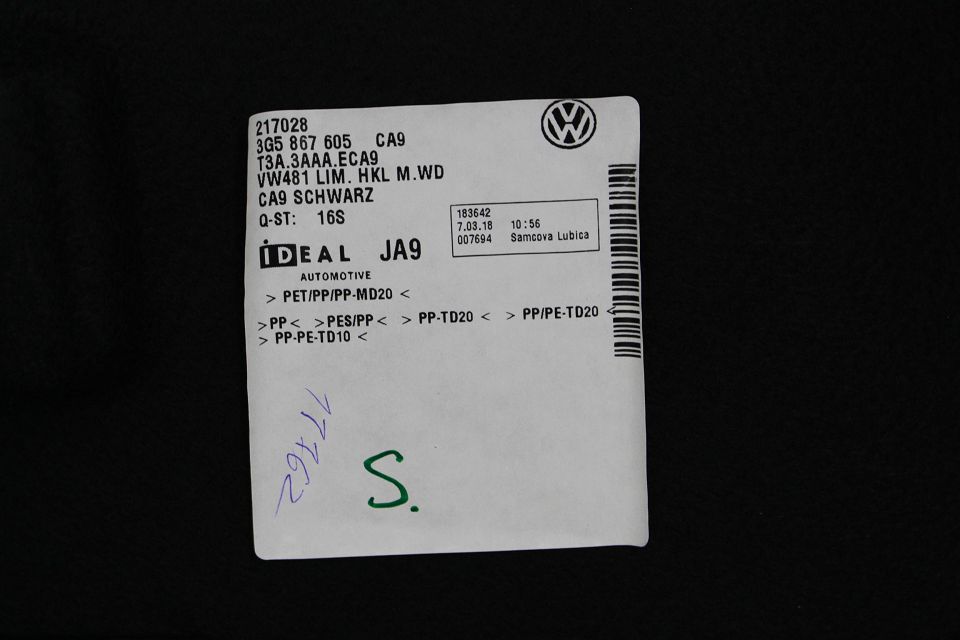 217028
3G5 867 605 CA9
T3A.3AAA.ECA9
VW481 LIM. HKL M.WD
CA9 SCHWARZ
Q-ST: 16S
183642
7.03.18 10:56
007694 Samcova Lubica
iDEAL JA9
AUTOMOTIVE
> PET/PP/PP-MD20 <
>PP< >PES/PP< > PP-TD20 < > PP/PE-TD20 <
> PP-PE-TD10 <
S.